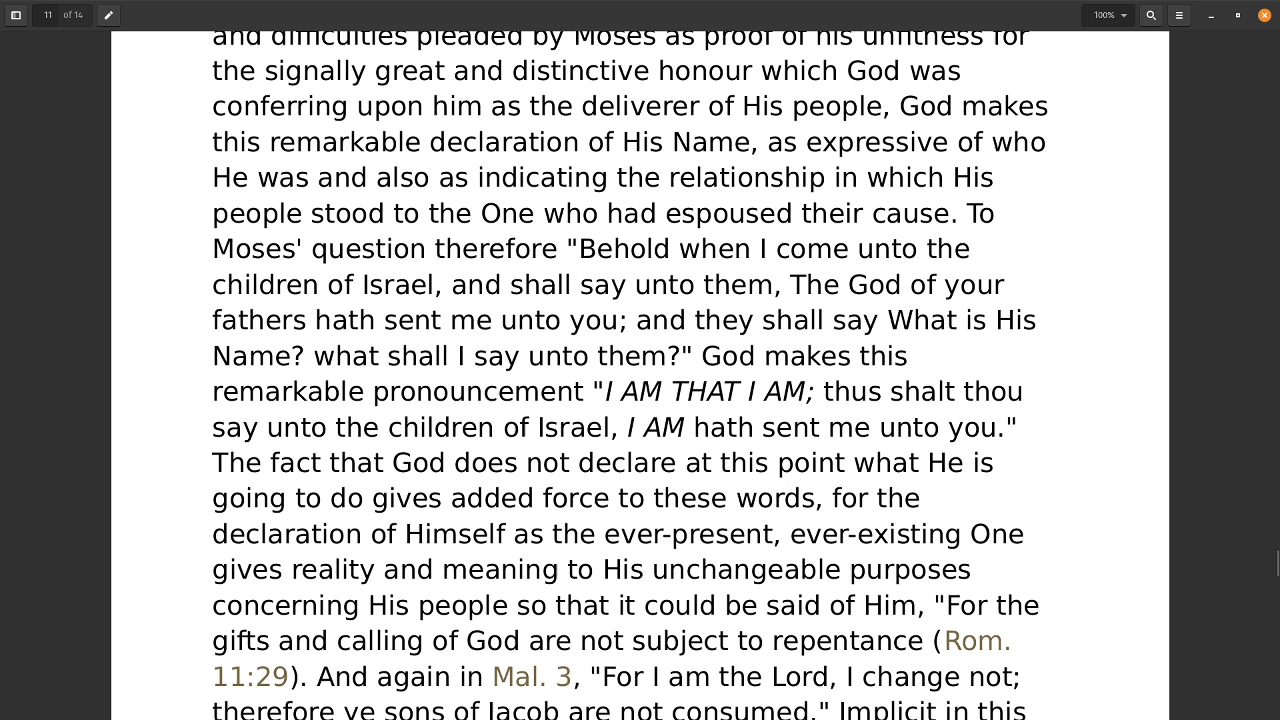 11 of 14
100%
and difficulties pleaded by Moses as proof of his unfitness for
the signally great and distinctive honour which God was
conferring upon him as the deliverer of His people, God makes
this remarkable declaration of His Name, as expressive of who
He was and also as indicating the relationship in which His
people stood to the One who had espoused their cause. To
Moses' question therefore "Behold when I come unto the
children of Israel, and shall say unto them, The God of your
fathers hath sent me unto you; and they shall say What is His
Name? what shall I say unto them?" God makes this
remarkable pronouncement "I AM THAT I AM; thus shalt thou
say unto the children of Israel, I AM hath sent me unto you."
The fact that God does not declare at this point what He is
going to do gives added force to these words, for the
declaration of Himself as the ever-present, ever-existing One
gives reality and meaning to His unchangeable purposes
concerning His people so that it could be said of Him, "For the
gifts and calling of God are not subject to repentance (Rom.
11:29). And again in Mal. 3, "For I am the Lord, I change not;
therefore ye sons of Jacob are not consumed." Implicit in this